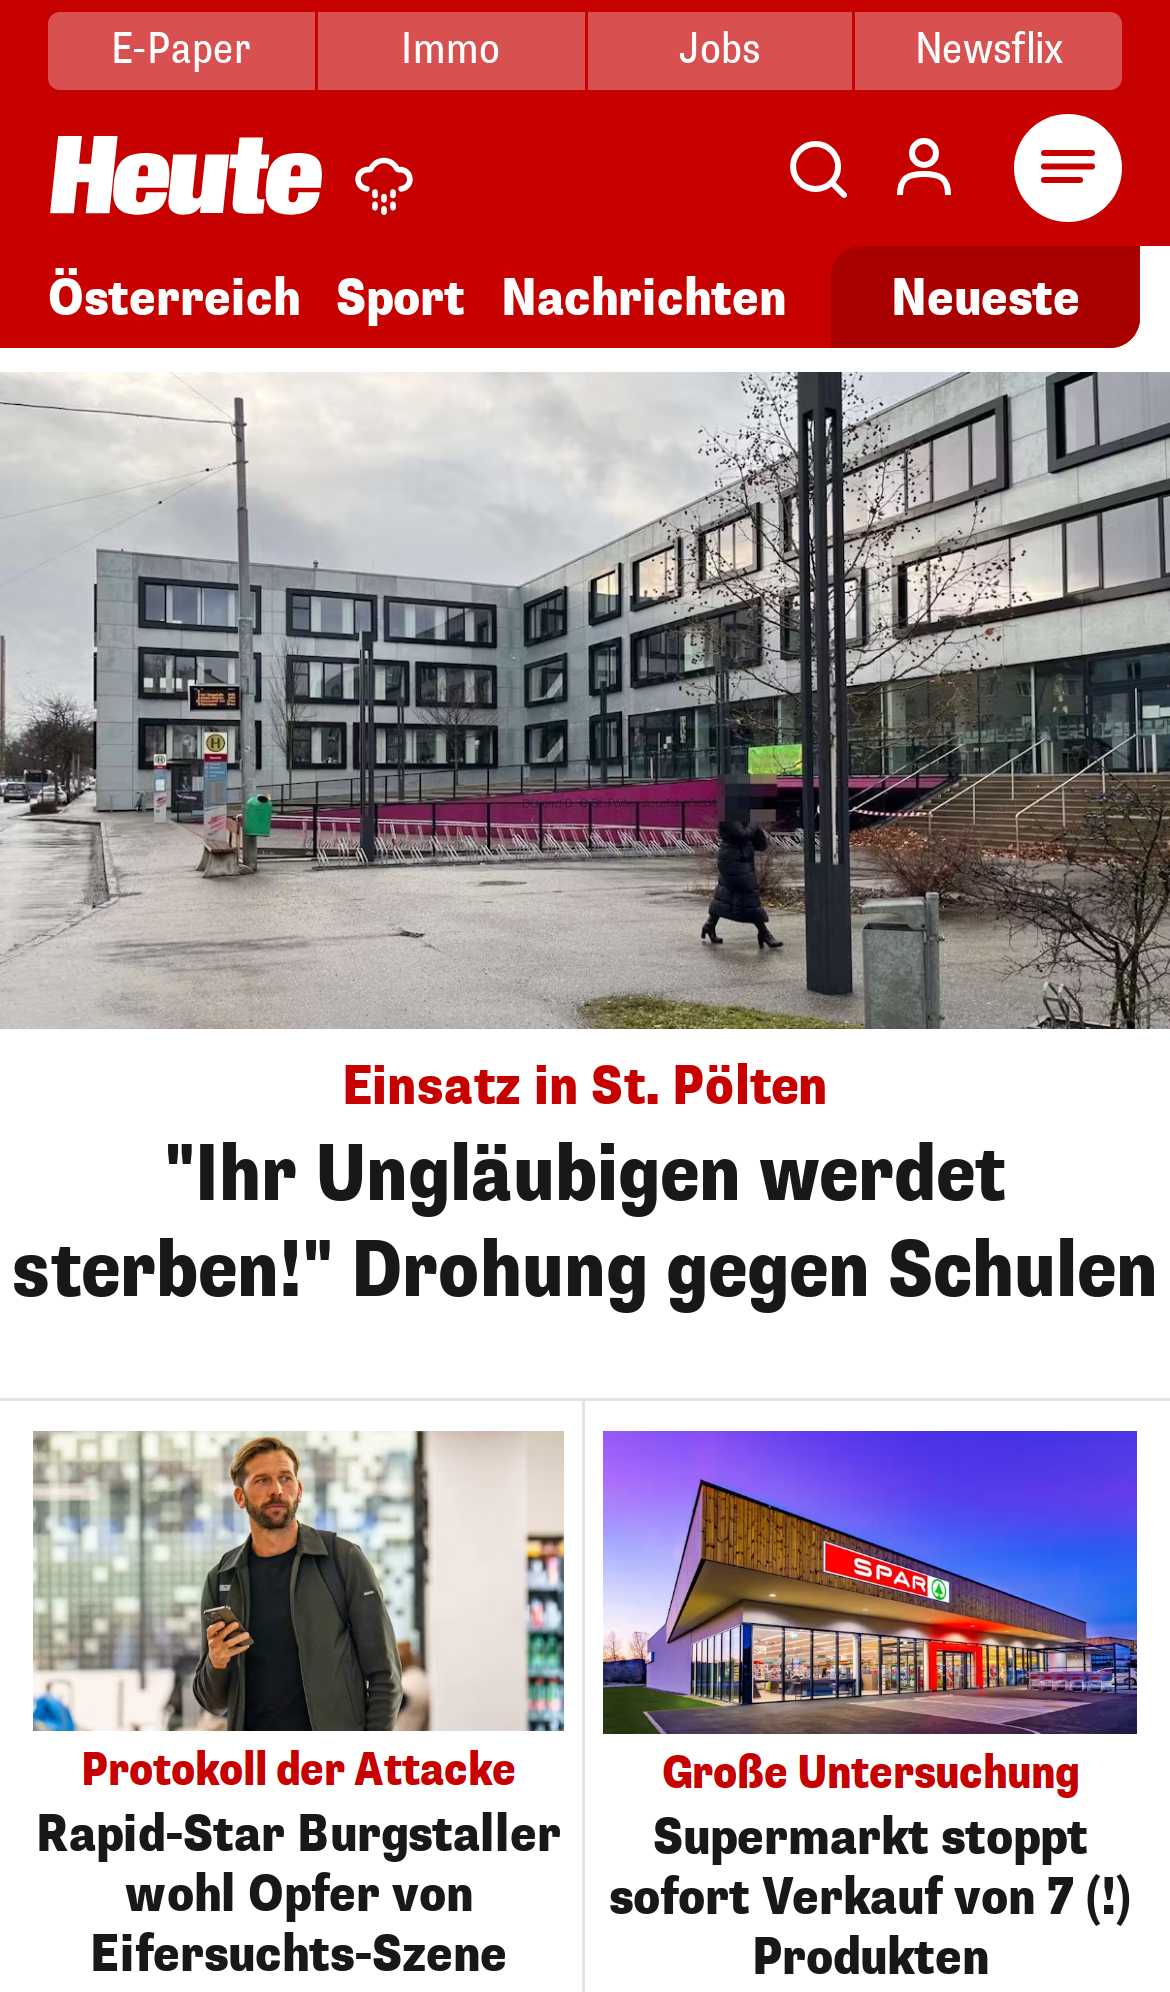 E-Paper Immo Jobs Newsflix
Heute
Österreich Sport Nachrichten Neueste
H
H
Einsatz in St. Pölten
"Ihr Ungläubigen werdet
sterben!" Drohung gegen Schulen
Protokoll der Attacke
Rapid-Star Burgstaller
wohl Opfer von
Eifersuchts-Szene
SPAR
Große Untersuchung
Supermarkt stoppt
sofort Verkauf von 7 (!)
Produkten